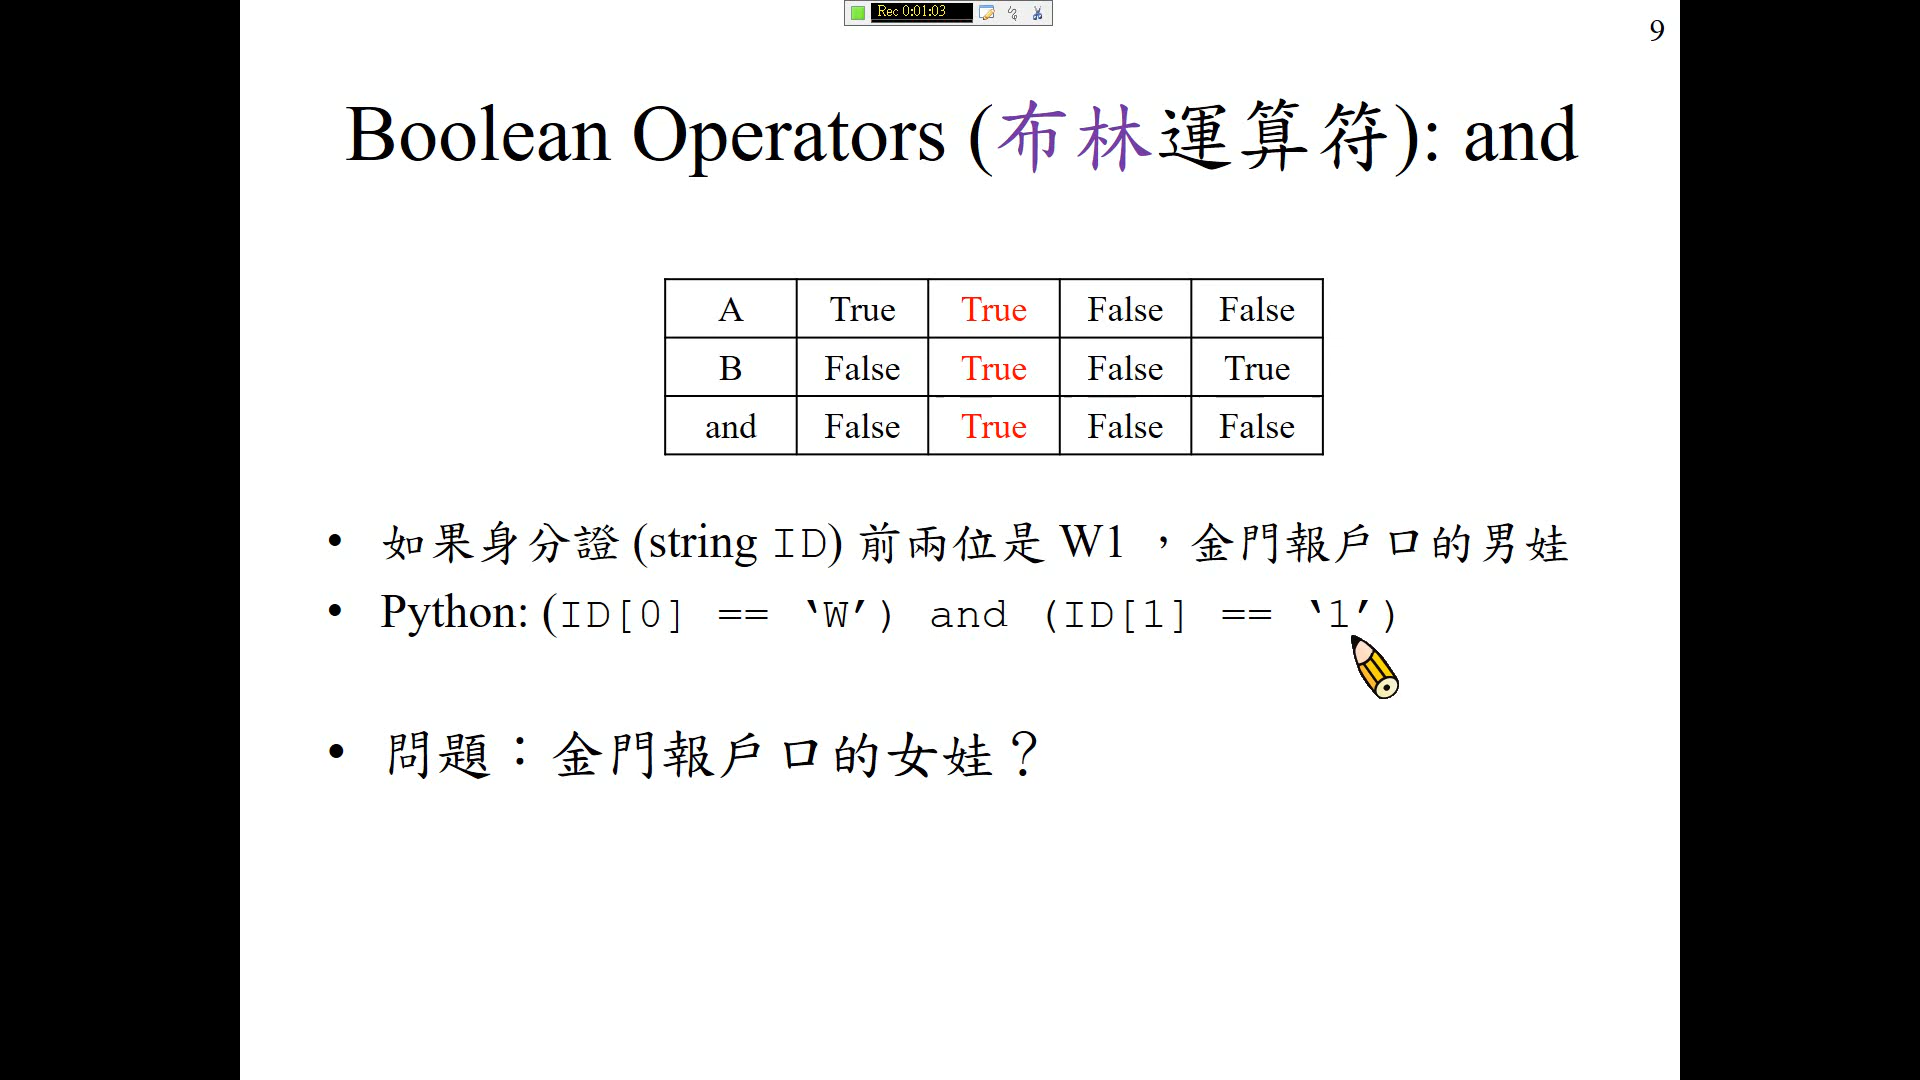 Rec 0:01:03
9
Boolean Operators (布林運算符): and
A True True False False
B False True False True
and False True False False
• 如果身分證 (string ID) 前兩位是 W1 ，金門報戶口的男娃
• Python: (ID[0] == ‘W’) and (ID[1] == ‘1’)
• 問題：金門報戶口的女娃？